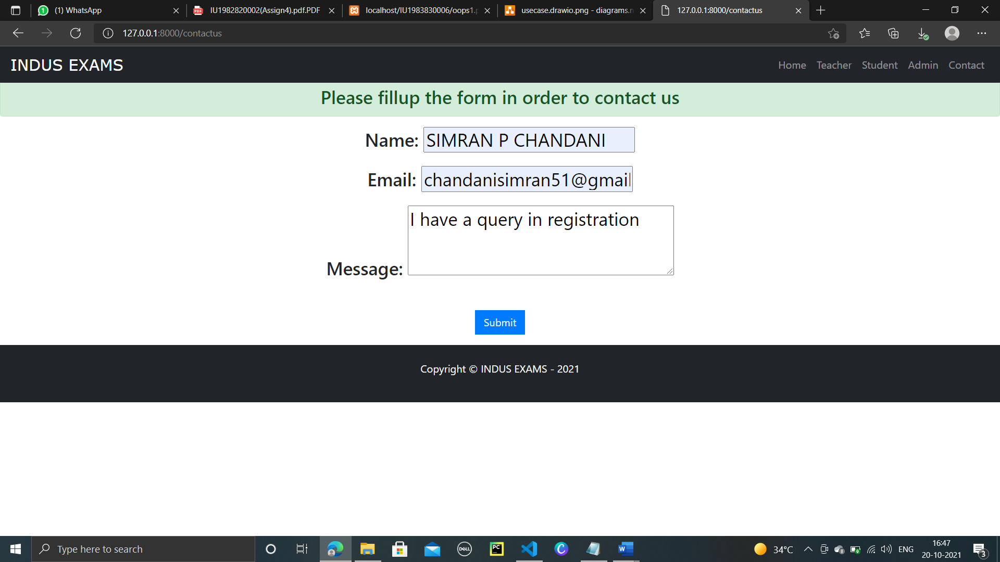 (1) WhatsApp
IU1982820002(Assign4).pdf.PDF
localhost/IU1983830006/oops1.p
usecase.drawio.png - diagrams.n
127.0.0.1:8000/contactus
127.0.0.1:8000/contactus
INDUS EXAMS
Home Teacher Student Admin Contact
Please fillup the form in order to contact us
Name: SIMRAN P CHANDANI
Email: chandanisimran51@gmail
Message: I have a query in registration
Submit
Copyright © INDUS EXAMS - 2021
Type here to search
DELL
PC
34°C
ENG
16:47
20-10-2021
3